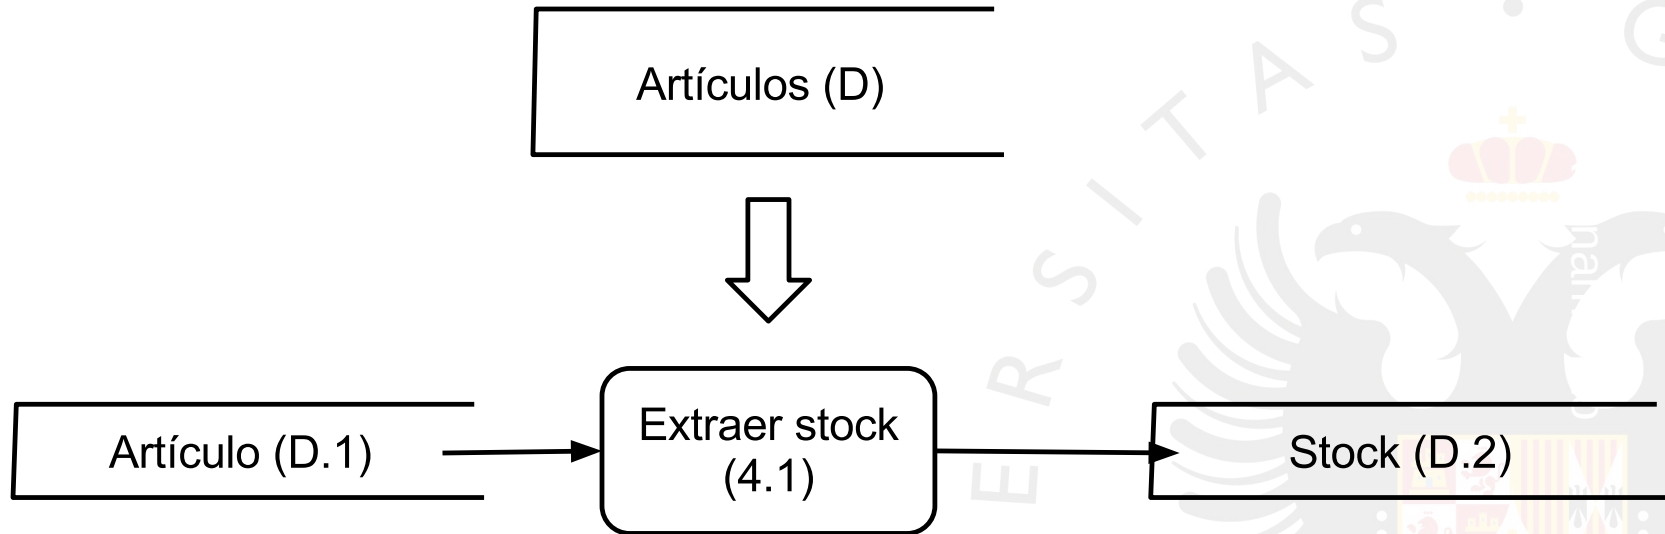 Artículos (D)
Artículo (D.1)
Extraer stock
(4.1)
Stock (D.2)
E R S I T A S · G